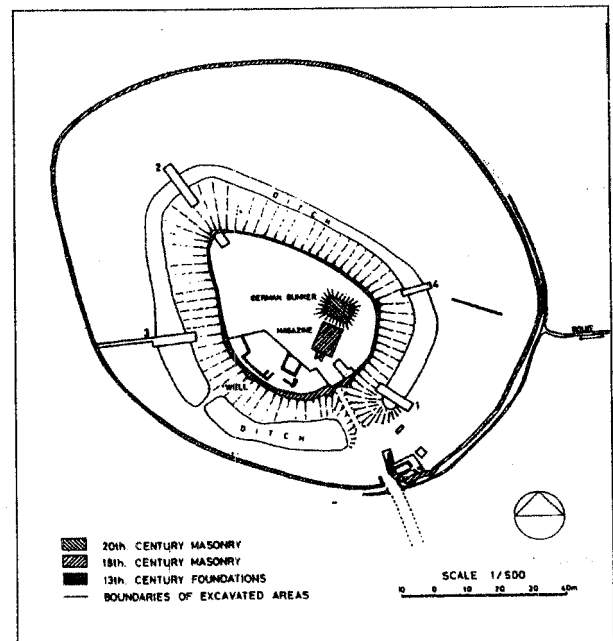 2
DITCH
GERMAN BUNKER
4
MAGAZINE
3
WELL
1
DITCH
20th. CENTURY MASONRY
18th. CENTURY MASONRY
13th. CENTURY FOUNDATIONS
BOUNDARIES OF EXCAVATED AREAS
SCALE 1/500
10 0 10 20 30 40m